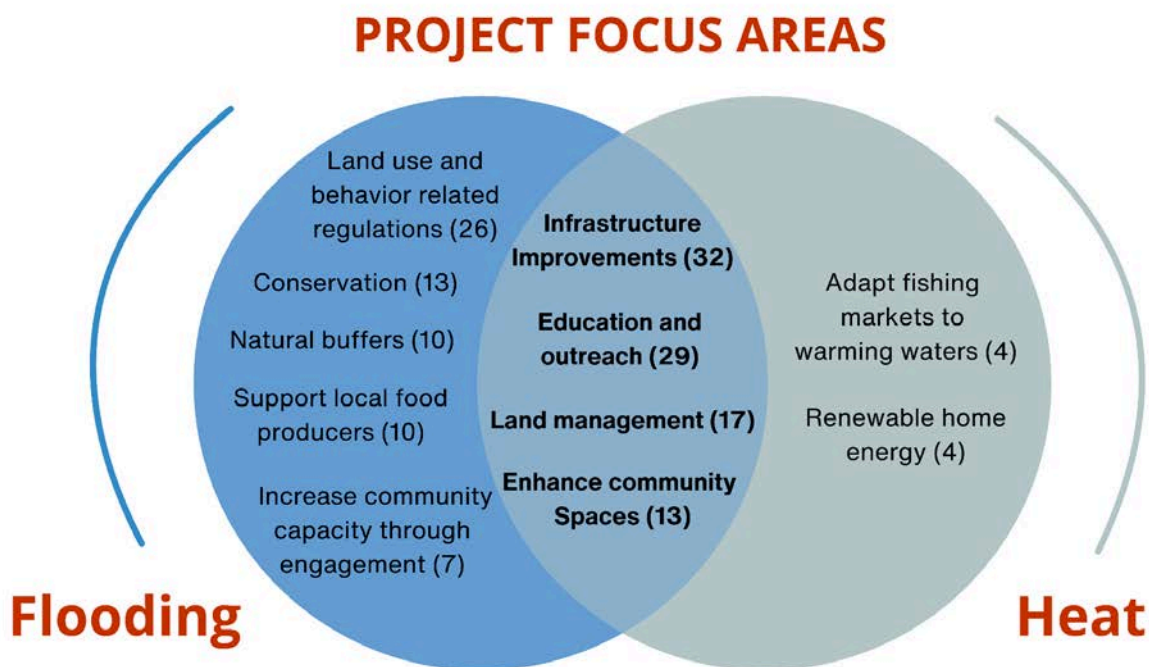 PROJECT FOCUS AREAS
Land use and
behavior related
regulations (26)
Conservation (13)
Natural buffers (10)
Support local food
producers (10)
Increase community
capacity through
engagement (7)
Infrastructure
Improvements (32)
Education and
outreach (29)
Land management (17)
Enhance community
Spaces (13)
Adapt fishing
markets to
warming waters (4)
Renewable home
energy (4)
Flooding
Heat